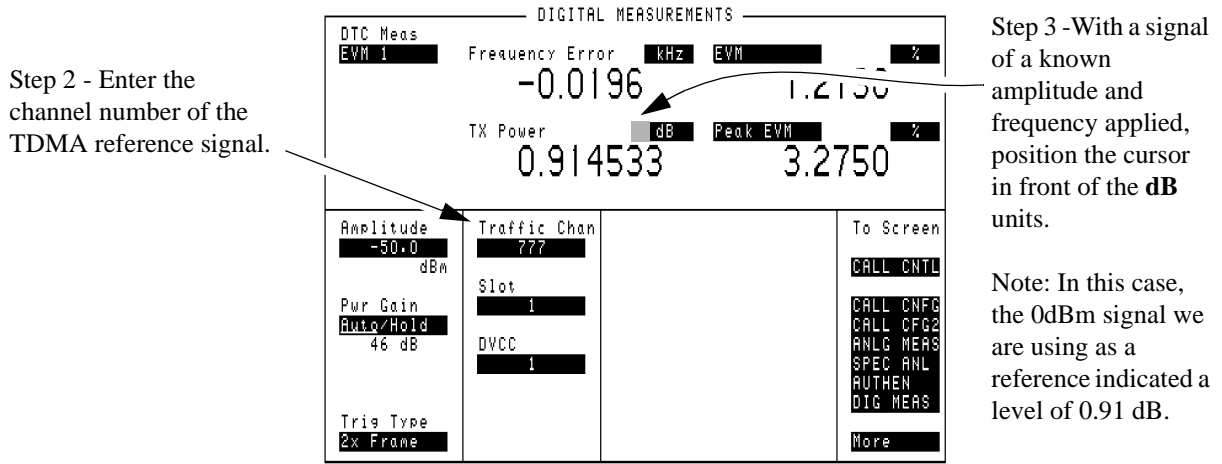 DIGITAL MEASUREMENTS
DTC Meas
EVM 1
Frequency Error kHz
-0.0196
EVM %
TX Power dB
0.914533
Peak EVM %
3.2750
Step 2 - Enter the
channel number of the
TDMA reference signal.
Step 3 -With a signal
of a known
amplitude and
frequency applied,
position the cursor
in front of the dB
units.
Note: In this case,
the 0dBm signal we
are using as a
reference indicated a
level of 0.91 dB.
Amplitude
-50.0
dBm
Pwr Gain
Auto/Hold
46 dB
Trig Type
2x Frame
Traffic Chan
777
Slot
1
DVCC
1
To Screen
CALL CNTL
CALL CNFG
CALL CFG2
ANLG MEAS
SPEC ANL
AUTHEN
DIG MEAS
More